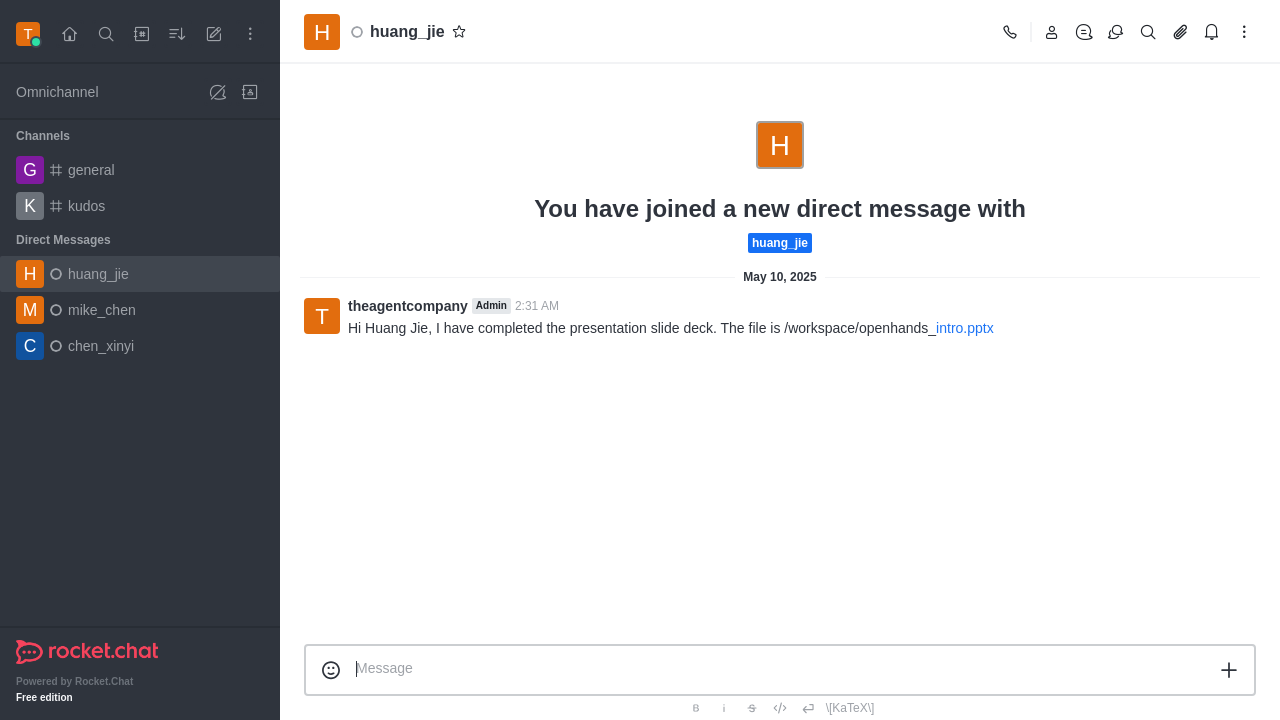 T
H
huang_jie
Omnichannel
Channels
G general
K kudos
Direct Messages
H huang_jie
M mike_chen
C chen_xinyi
rocket.chat
Powered by Rocket.Chat
Free edition
H
You have joined a new direct message with
huang_jie
May 10, 2025
T
theagentcompany Admin 2:31 AM
Hi Huang Jie, I have completed the presentation slide deck. The file is /workspace/openhands_intro.pptx
Message
B i S \[KaTeX\]